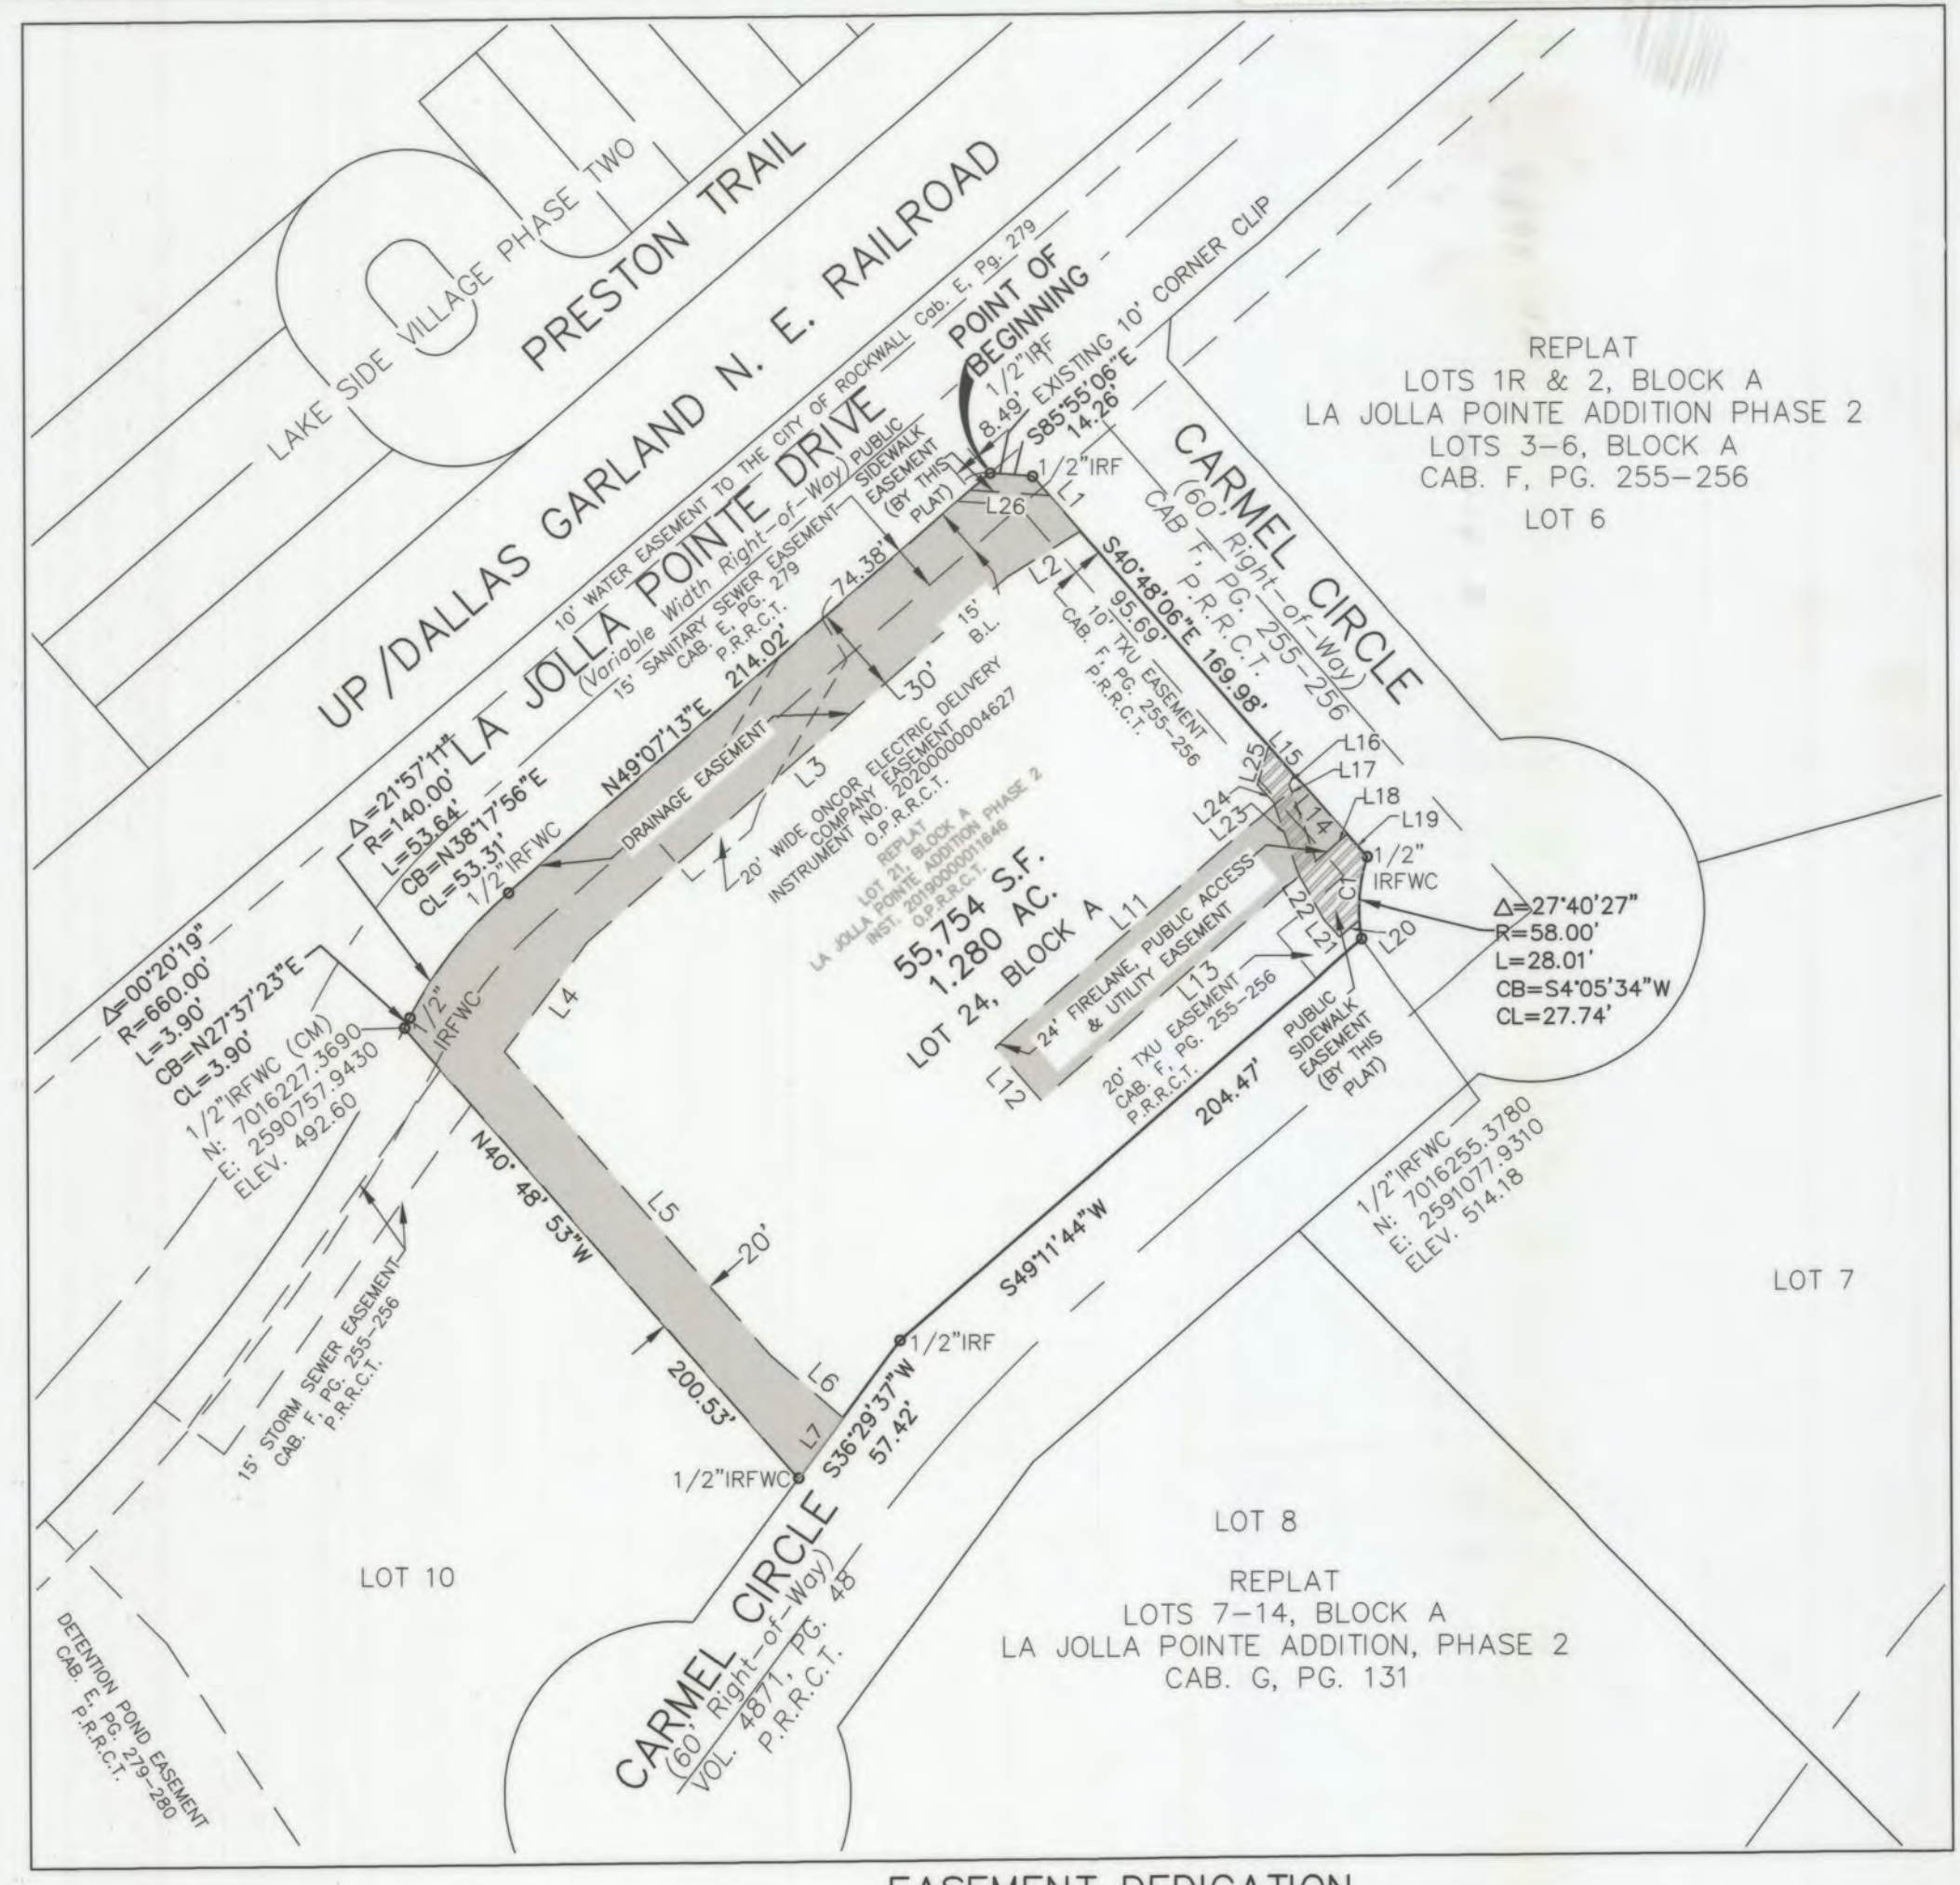 LAKE SIDE VILLAGE PHASE TWO
PRESTON TRAIL
UP/DALLAS GARLAND N. E. RAILROAD
10' WATER EASEMENT TO THE CITY OF ROCKWALL Cab. E, Pg. 279
LA JOLLA POINTE DRIVE
(Variable Width Right-of-Way)
15' SANITARY SEWER EASEMENT
CAB. E, PG. 279
P.R.R.C.T.
PUBLIC
SIDEWALK
EASEMENT
(BY THIS
PLAT)
POINT OF
BEGINNING
1/2"IRF
8.49'
EXISTING 10' CORNER CLIP
S85°55'06"E
14.26'
1/2"IRF
L1
L26
L2
74.38'
N49°07'13"E 214.02'
DRAINAGE EASEMENT
30'
15'
B.L.
L3
20' WIDE ONCOR ELECTRIC DELIVERY
COMPANY EASEMENT
INSTRUMENT NO. 20200000004627
O.P.R.R.C.T.
REPLAT
LOT 21, BLOCK A
LA JOLLA POINTE ADDITION PHASE 2
INST. 20190000011646
O.P.R.R.C.T.
55,754 S.F.
1.280 AC.
LOT 24, BLOCK A
CARMEL CIRCLE
(60' Right-of-Way)
CAB F, PG. 255-256
P.R.R.C.T.
S40°48'06"E 169.98'
95.69'
10' TXU EASEMENT
CAB. F, PG. 255-256
P.R.R.C.T.
REPLAT
LOTS 1R & 2, BLOCK A
LA JOLLA POINTE ADDITION PHASE 2
LOTS 3-6, BLOCK A
CAB. F, PG. 255-256
LOT 6
L15
L16
L17
L18
L19
L14
L25
L24
L23
L22
L21
L20
C1
1/2"
IRFWC
Δ=27°40'27"
R=58.00'
L=28.01'
CB=S4°05'34"W
CL=27.74'
L11
24' FIRELANE, PUBLIC ACCESS
& UTILITY EASEMENT
L12
L13
20' TXU EASEMENT
CAB. F, PG. 255-256
P.R.R.C.T.
PUBLIC
SIDEWALK
EASEMENT
(BY THIS
PLAT)
204.47'
S49°11'44"W
1/2"IRFWC
N: 7016255.3780
E: 2591077.9310
ELEV. 514.18
Δ=21°57'11"
R=140.00'
L=53.64'
CB=N38°17'56"E
CL=53.31'
1/2"IRFWC
Δ=00°20'19"
R=660.00'
L=3.90'
CB=N27°37'23"E
CL=3.90'
1/2"IRFWC (CM)
N: 7016227.3690
E: 2590757.9430
ELEV. 492.60
1/2"
IRFWC
L4
L5
20'
L6
L7
N40° 48' 53"W
200.53'
1/2"IRF
S36°29'37"W
57.42'
1/2"IRFWC
15' STORM SEWER EASEMENT
CAB. F, PG. 255-256
P.R.R.C.T.
LOT 10
DETENTION POND EASEMENT
CAB. E, PG. 279-280
P.R.R.C.T.
CARMEL CIRCLE
(60' Right-of-Way)
VOL. 4871, PG. 48
P.R.R.C.T.
LOT 7
LOT 8
REPLAT
LOTS 7-14, BLOCK A
LA JOLLA POINTE ADDITION, PHASE 2
CAB. G, PG. 131
EASEMENT DEDICATION